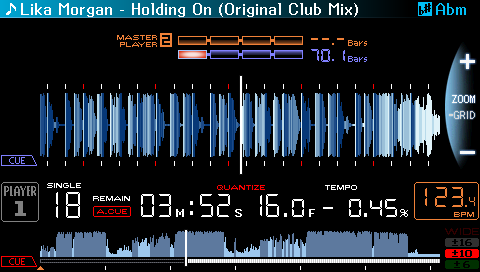 ♪ Lika Morgan - Holding On (Original Club Mix) Abm
MASTER PLAYER 2 --.- Bars
70.1 Bars
+
ZOOM
-GRID
-
CUE
PLAYER 1
SINGLE 18
REMAIN A.CUE 03M:52S 16.0F
QUANTIZE
TEMPO -0.45%
123.4 BPM
CUE
WIDE
±16
±10
±6